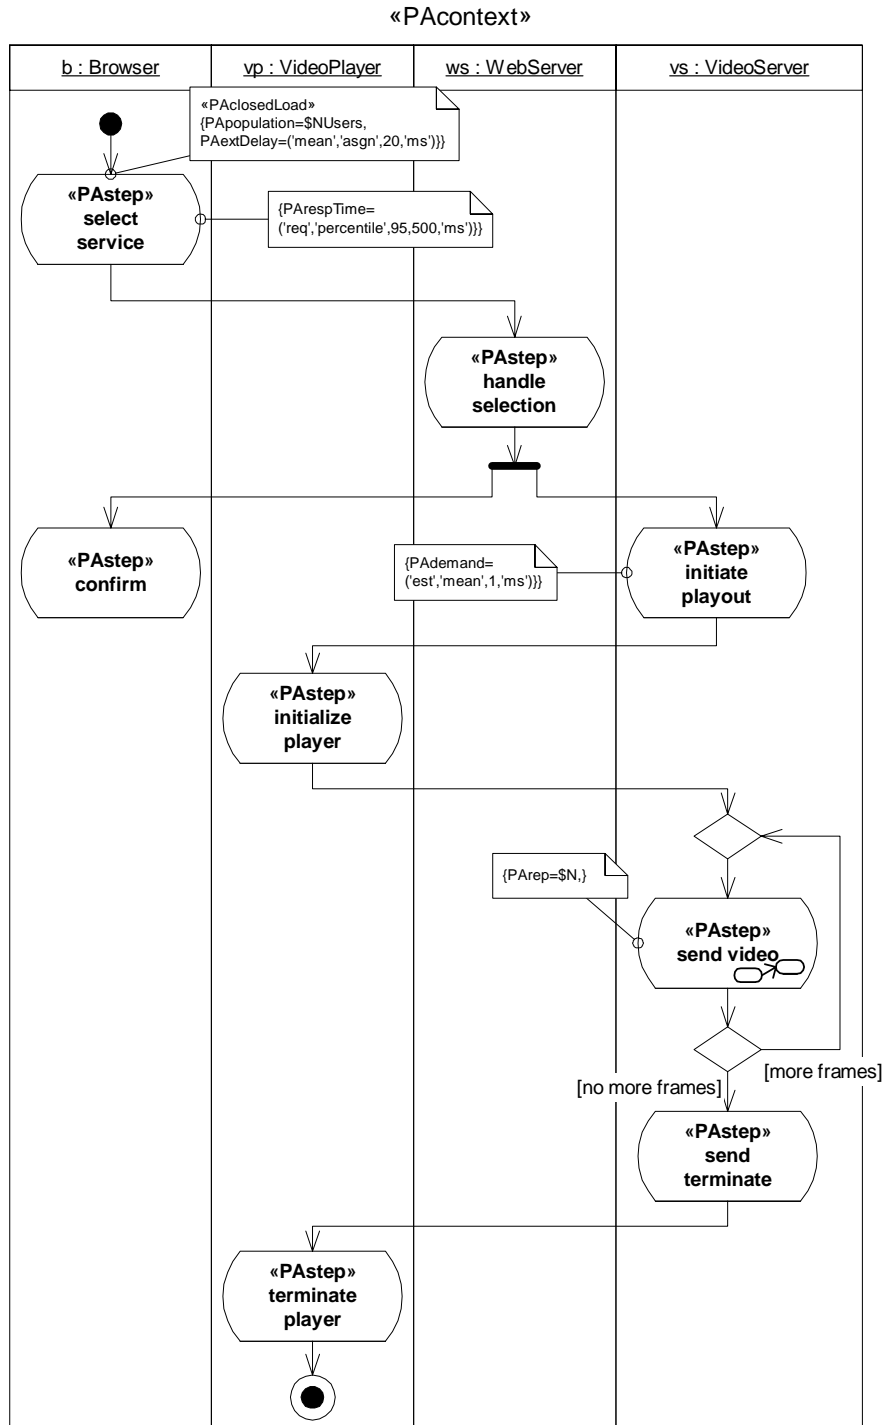 «PAcontext»
b : Browser
vp : VideoPlayer
ws : WebServer
vs : VideoServer
«PAclosedLoad»
{PApopulation=$NUsers,
PAextDelay=('mean','asgn',20,'ms')}}
«PAstep»
select
service
{PArespTime=
('req','percentile',95,500,'ms')}}
«PAstep»
handle
selection
«PAstep»
confirm
{PAdemand=
('est','mean',1,'ms')}}
«PAstep»
initiate
playout
«PAstep»
initialize
player
{PArep=$N,}
«PAstep»
send video
[more frames]
[no more frames]
«PAstep»
send
terminate
«PAstep»
terminate
player